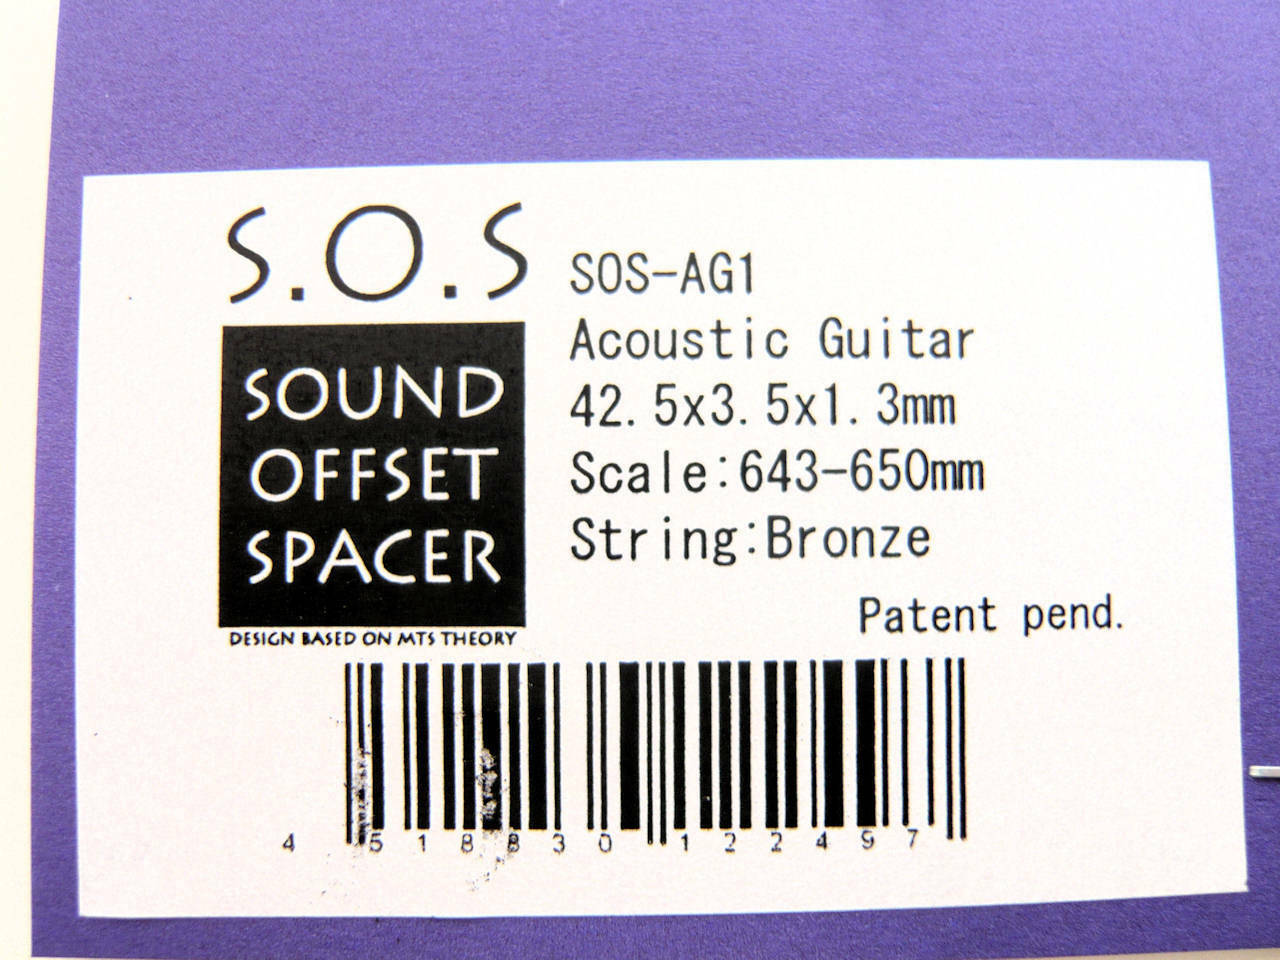 S.O.S
SOUND
OFFSET
SPACER
DESIGN BASED ON MTS THEORY
SOS-AG1
Acoustic Guitar
42.5x3.5x1.3mm
Scale:643-650mm
String:Bronze
Patent pend.
4 518830 122497